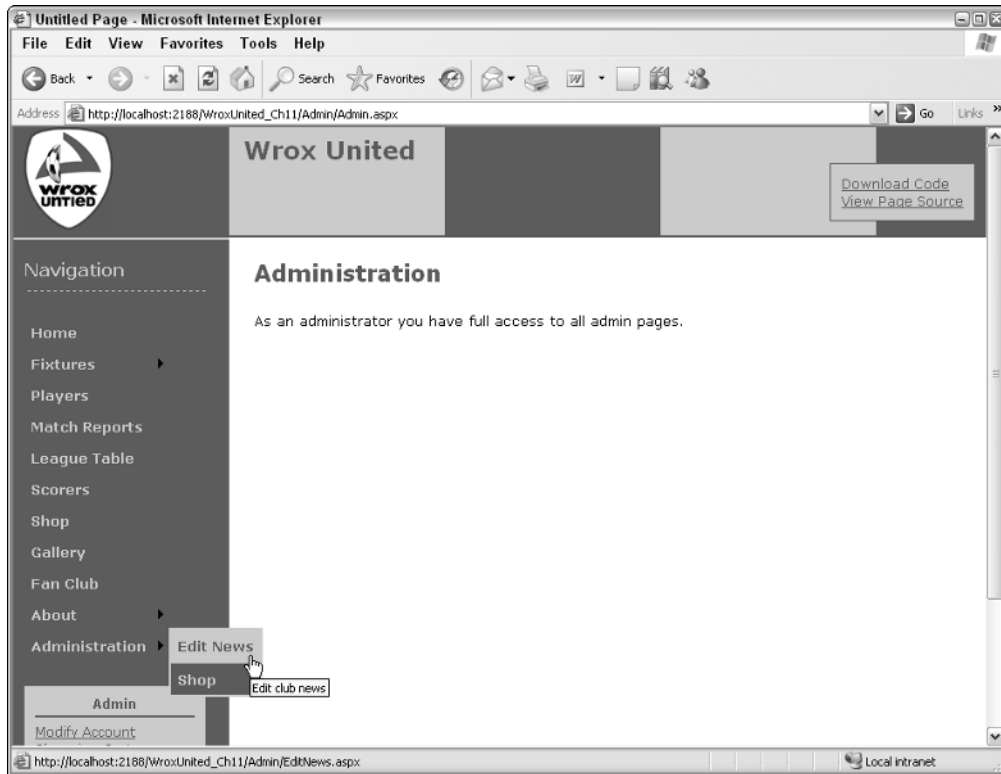 Untitled Page - Microsoft Internet Explorer
File Edit View Favorites Tools Help
Back Search Favorites
Address http://localhost:2188/WroxUnited_Ch11/Admin/Admin.aspx Go Links »
wrox
UNTIED
Wrox United
Download Code
View Page Source
Navigation
Home
Fixtures
Players
Match Reports
League Table
Scorers
Shop
Gallery
Fan Club
About
Administration
Edit News
Shop
Edit club news
Admin
Modify Account
Administration
As an administrator you have full access to all admin pages.
http://localhost:2188/WroxUnited_Ch11/Admin/EditNews.aspx Local intranet